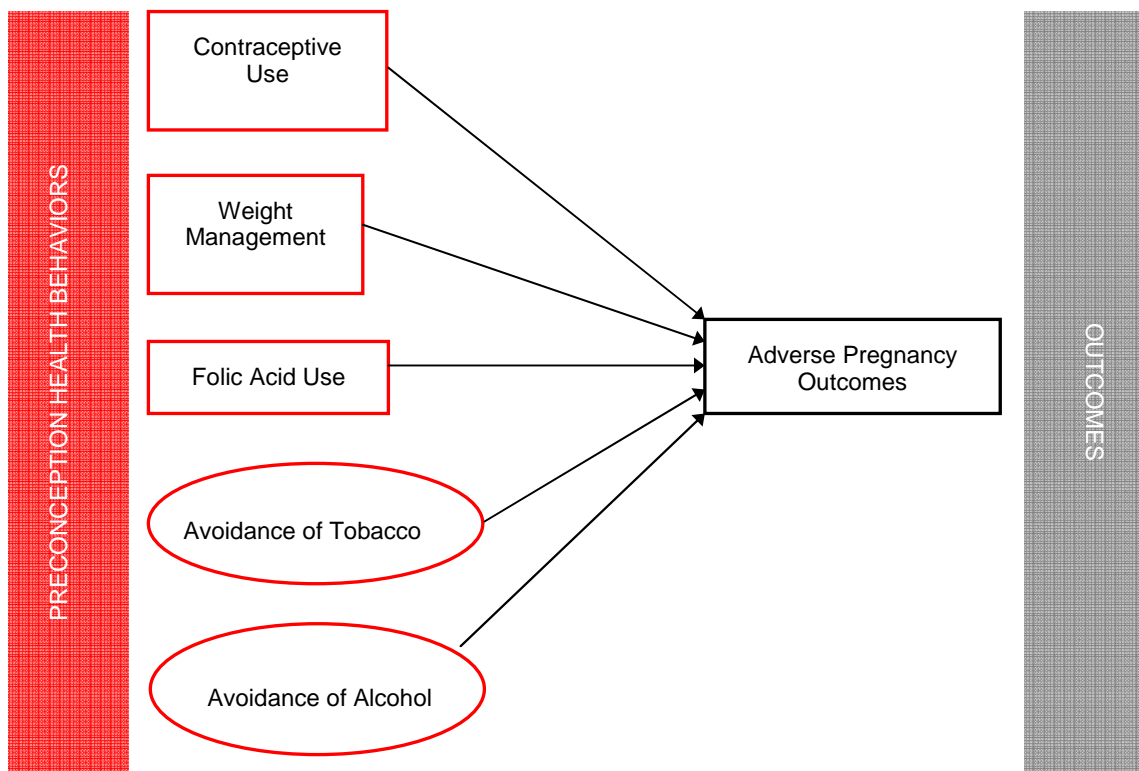 PRECONCEPTION HEALTH BEHAVIORS
Contraceptive
Use
Weight
Management
Folic Acid Use
Avoidance of Tobacco
Avoidance of Alcohol
Adverse Pregnancy
Outcomes
OUTCOMES